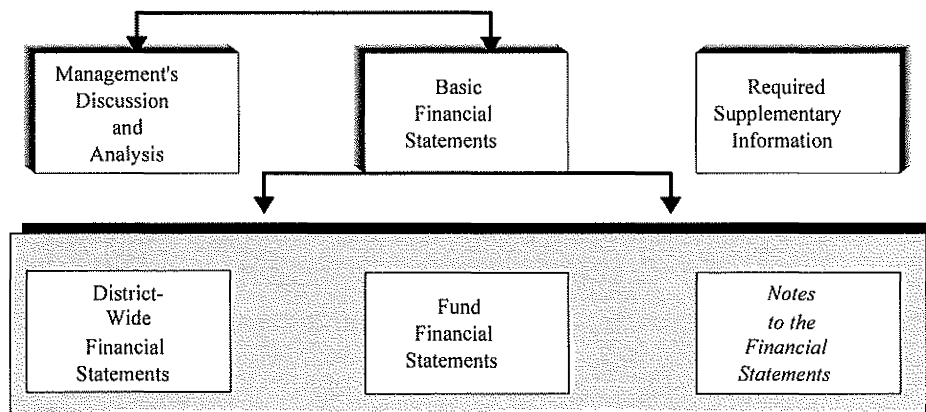 Management's
Discussion
and
Analysis
Basic
Financial
Statements
Required
Supplementary
Information
District-
Wide
Financial
Statements
Fund
Financial
Statements
Notes
to the
Financial
Statements